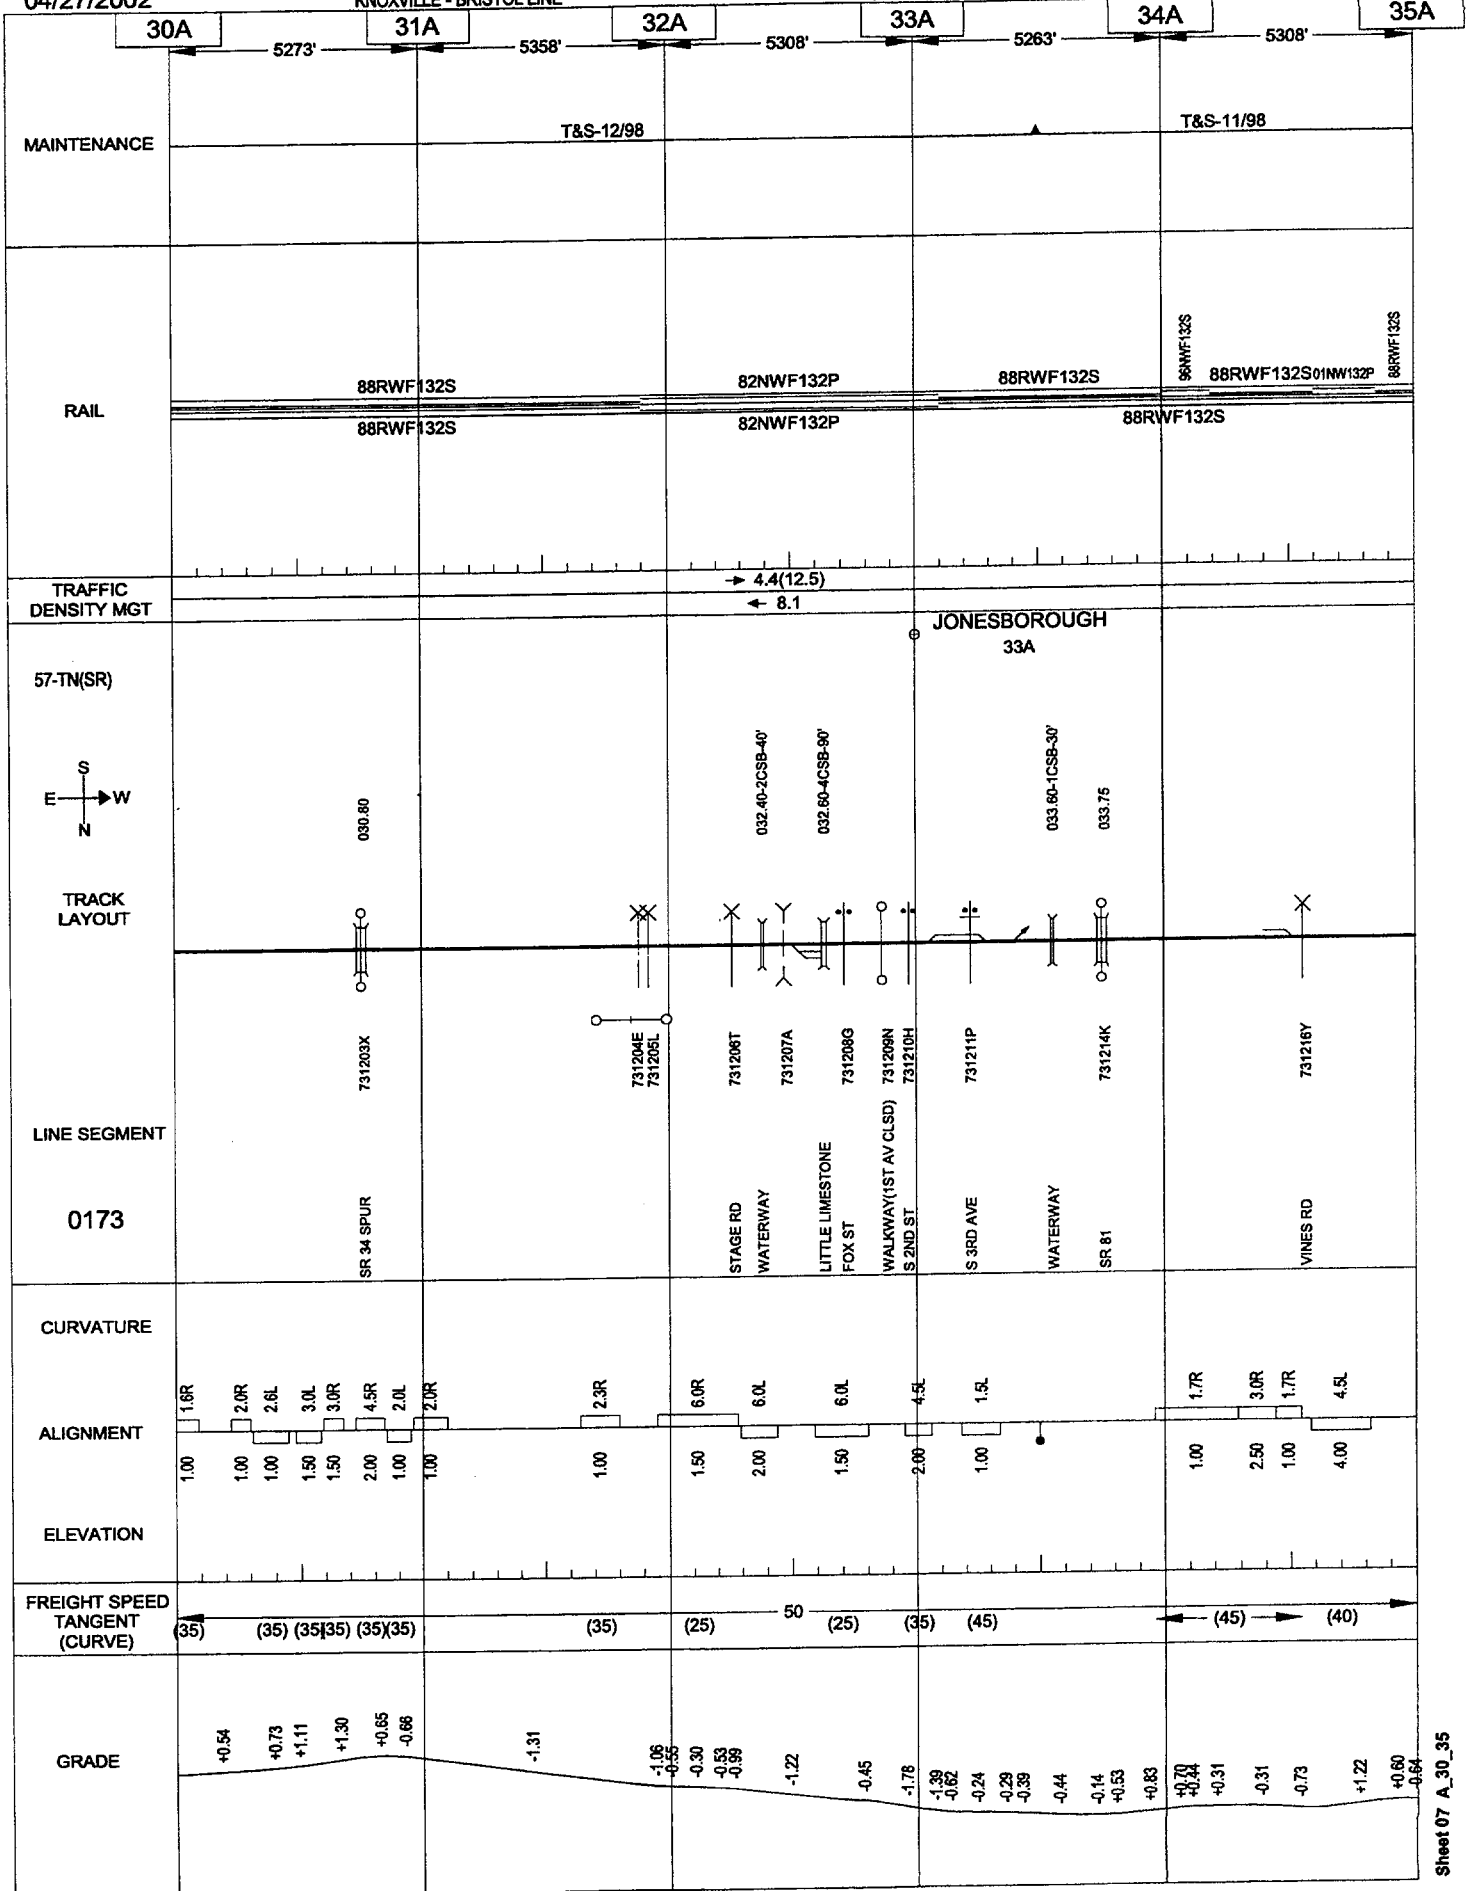 04/27/2002
KNOXVILLE - BRISTOL LINE
30A 31A 32A 33A 34A 35A
5273' 5358' 5308' 5263' 5308'
MAINTENANCE
T&S-12/98 T&S-11/98
RAIL
88RWF132S 82NWF132P 88RWF132S 96NWF132S 88RWF132S 01NW132P 88RWF132S
88RWF132S 82NWF132P 88RWF132S
TRAFFIC
DENSITY MGT
4.4(12.5)
8.1
JONESBOROUGH
33A
57-TN(SR)
S
E W
N
030.80 032.40-2CSB-40' 032.60-4CSB-90' 033.60-1CSB-30' 033.75
TRACK
LAYOUT
731203X 731204E 731205L 731206T 731207A 731208G 731209N 731210H 731211P 731214K 731216Y
LINE SEGMENT
0173
SR 34 SPUR STAGE RD WATERWAY LITTLE LIMESTONE FOX ST WALKWAY(1ST AV CLSD) S 2ND ST S 3RD AVE WATERWAY SR 81 VINES RD
CURVATURE
1.6R 2.0R 2.6L 3.0L 3.0R 4.5R 2.0L 2.0R 2.3R 6.0R 6.0L 6.0L 4.5L 1.5L 1.7R 3.0R 1.7R 4.5L
ALIGNMENT
1.00 1.00 1.00 1.50 1.50 2.00 1.00 1.00 1.00 1.50 2.00 1.50 2.00 1.00 1.00 2.50 1.00 4.00
ELEVATION
FREIGHT SPEED
TANGENT
(CURVE)
50
(35) (35) (35)(35) (35)(35) (35) (25) (25) (35) (45) (45) (40)
GRADE
+0.54 +0.73 +1.11 +1.30 +0.65 -0.66 -1.31 -1.06 -0.55 -0.30 -0.53 -0.99 -1.22 -0.45 -1.78 -1.39 -0.62 -0.24 -0.29 -0.39 -0.44 -0.14 +0.53 +0.83 +0.70 +0.44 +0.31 -0.31 -0.73 +1.22 +0.60 -0.64
Sheet 07 A_30_35